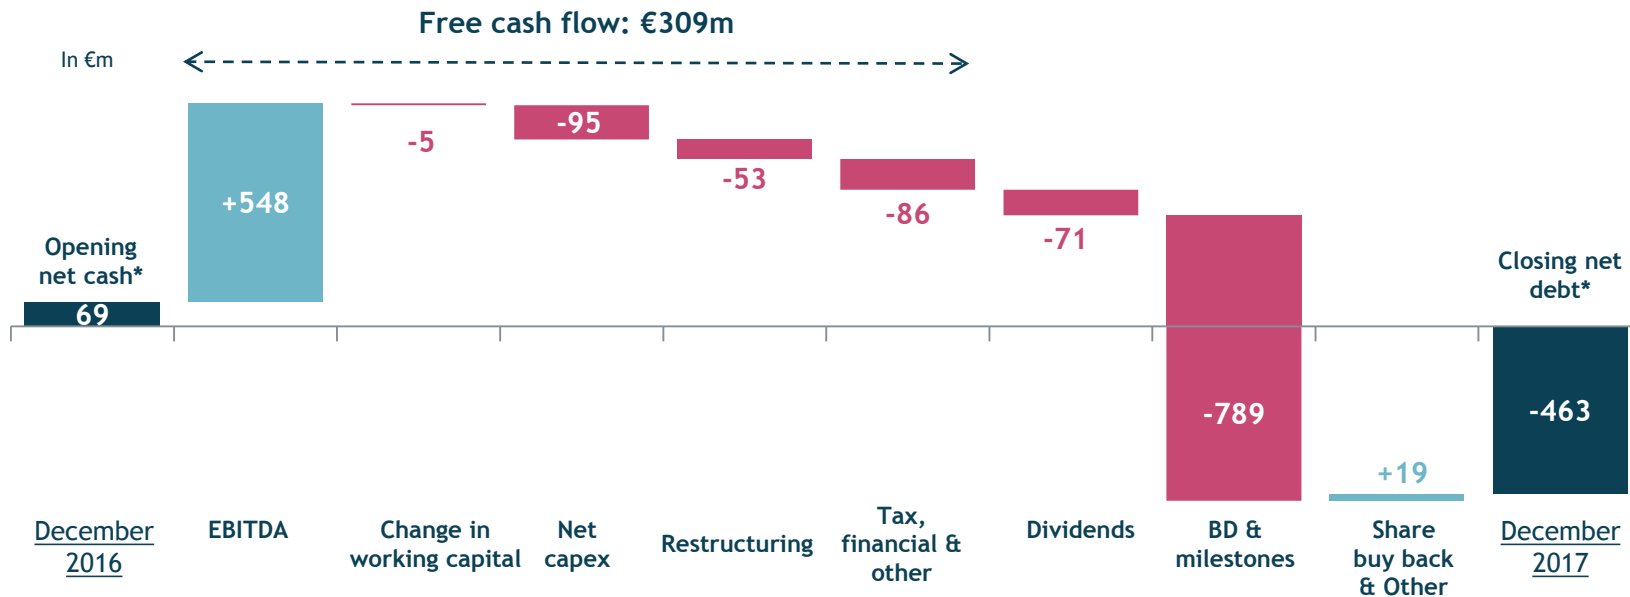 Free cash flow: €309m
In €m
Opening
net cash*
69
+548
-5
-95
-53
-86
-71
-789
+19
Closing net
debt*
-463
December
2016
EBITDA
Change in
working capital
Net
capex
Restructuring
Tax,
financial &
other
Dividends
BD &
milestones
Share
buy back
& Other
December
2017